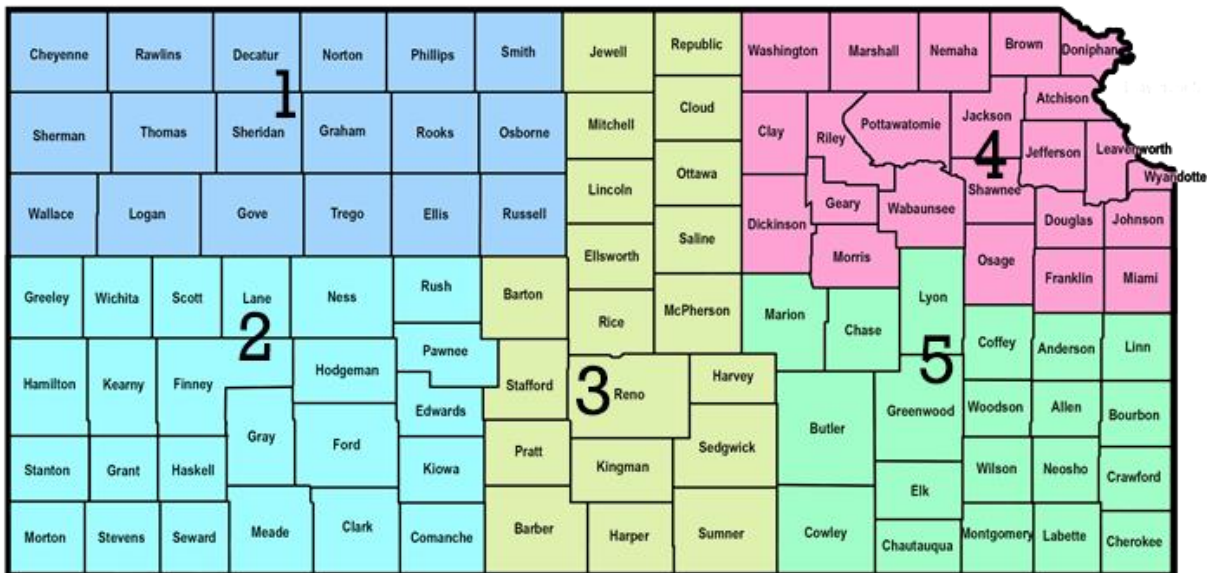 Cheyenne Rawlins Decatur Norton Phillips Smith Jewell Republic Washington Marshall Nemaha Brown Doniphan
1
Sherman Thomas Sheridan Graham Rooks Osborne Mitchell Cloud Clay Riley Pottawatomie Jackson Atchison
4
Jefferson Leavenworth
Wyandotte
Wallace Logan Gove Trego Ellis Russell Lincoln Ottawa Dickinson Geary Wabaunsee Shawnee Douglas Johnson
Ellsworth Saline Morris Osage Franklin Miami
Greeley Wichita Scott Lane Ness Rush Barton Rice McPherson Marion Chase Lyon Coffey Anderson Linn
2
5
Hamilton Kearny Finney Hodgeman Pawnee Stafford
3
Reno Harvey
Edwards Butler Greenwood Woodson Allen Bourbon
Gray Ford
Stanton Grant Haskell Kiowa Pratt Kingman Sedgwick Elk Wilson Neosho Crawford
Morton Stevens Seward Meade Clark Comanche Barber Harper Sumner Cowley Chautauqua Montgomery Labette Cherokee